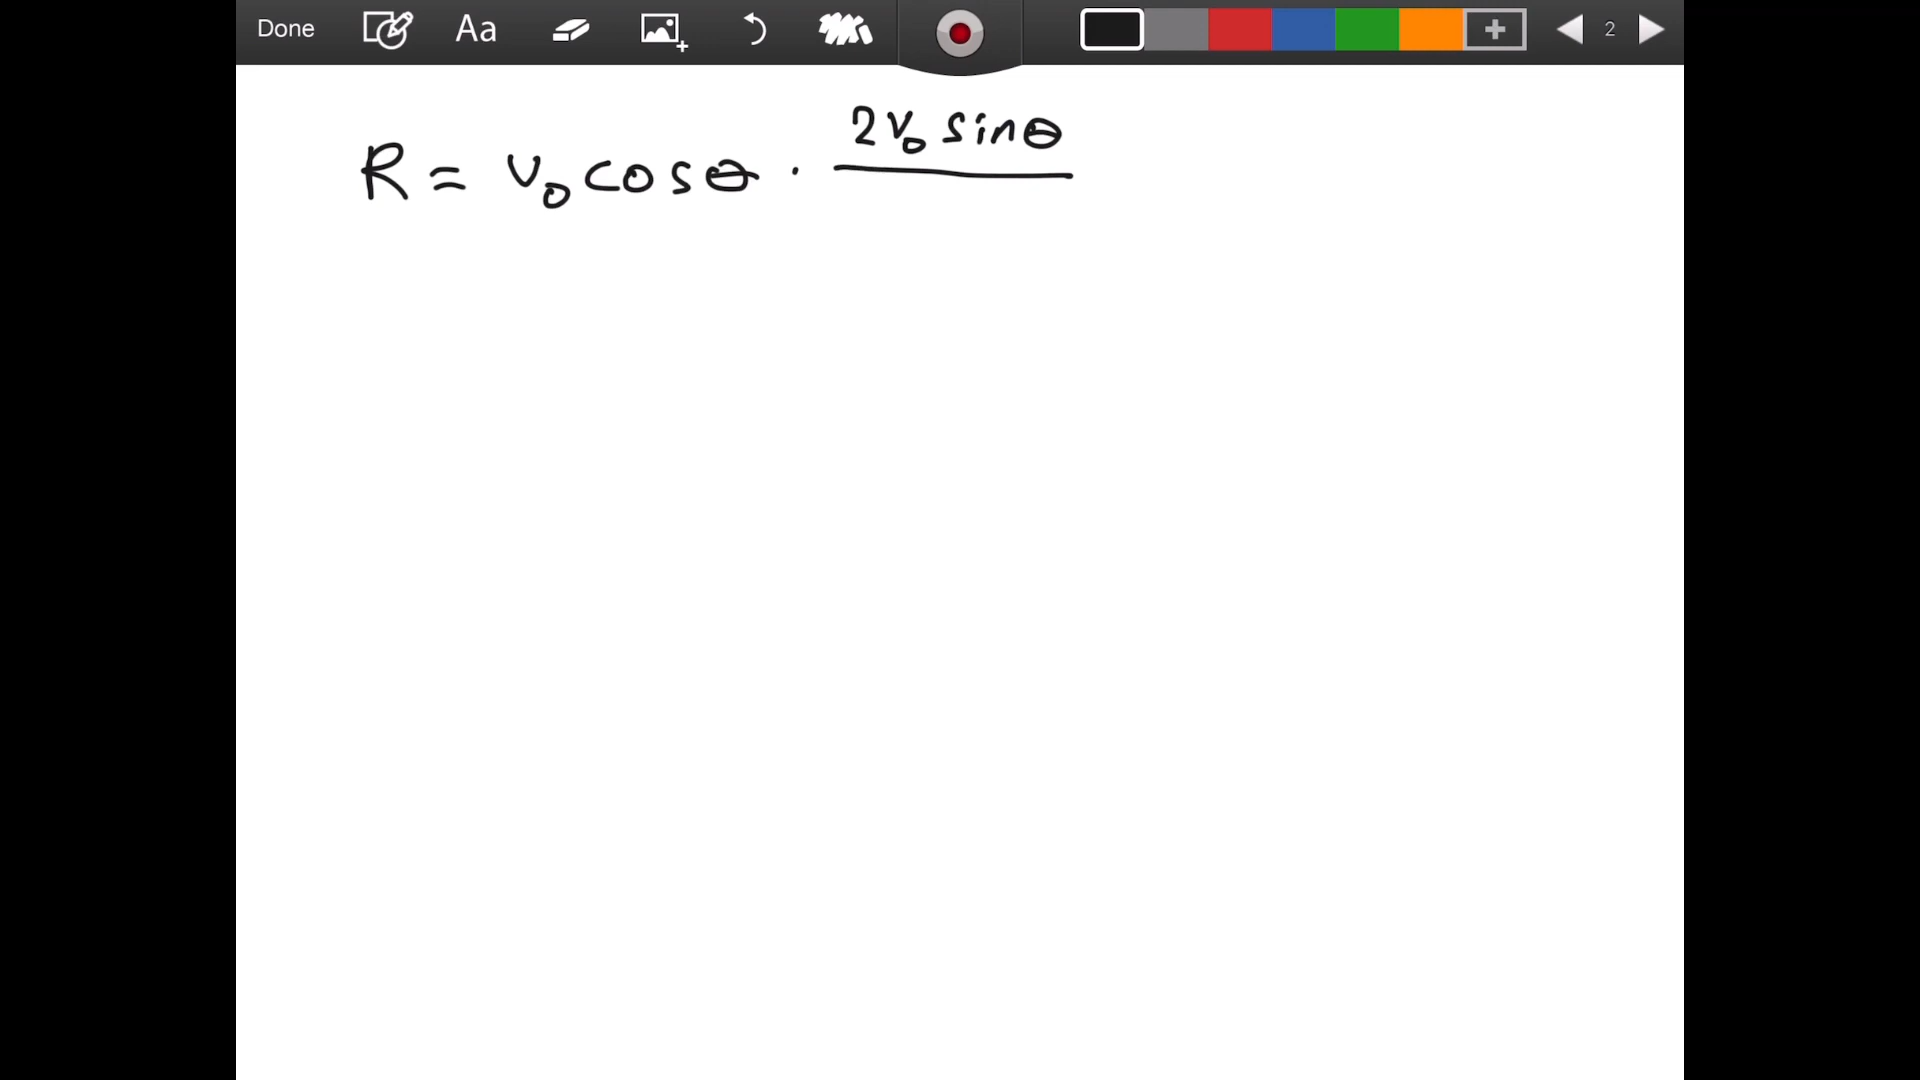 Done Aa 2
R = v₀ cosθ · 2v₀ sinθ